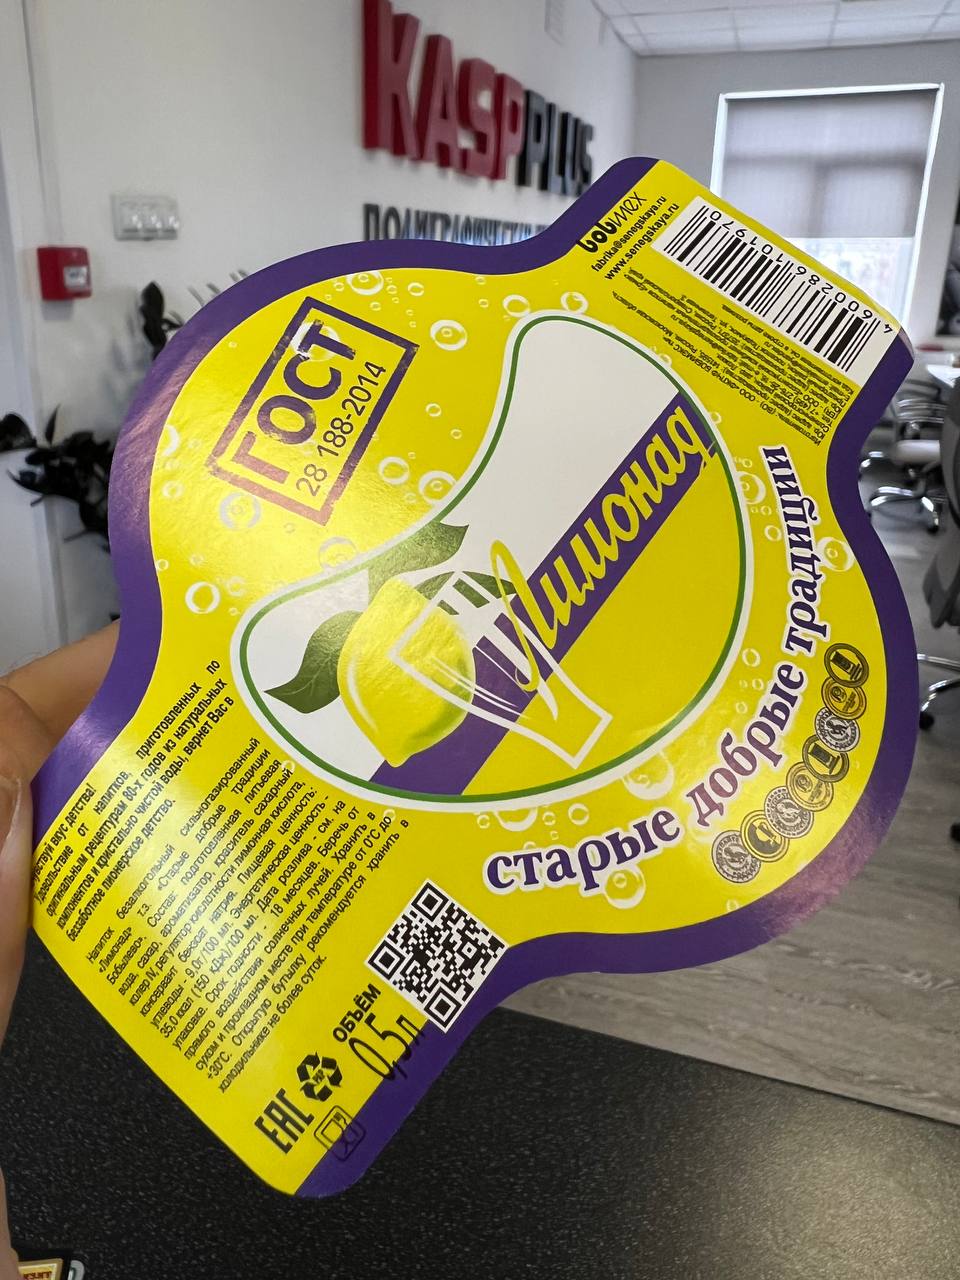 KASPPLUS
ПОЛИГРАФИЧЕСКИ
ГОСТ
28 188-2014
Лимонад
старые добрые традиции
bobimex
fabrika@senegskaya.ru
www.senegskaya.ru
4 600286 101970
вкус детства!
Удовольствие от напитков, приготовленных по
оригинальным рецептурам 80-х годов из натуральных
компонентов и кристально чистой воды, вернет Вас в
беззаботное пионерское детство.
Напиток безалкогольный сильногазированный
«Лимонад» т.з. «Старые добрые традиции
Бобылево». Состав: подготовленная питьевая
вода, сахар, ароматизатор, краситель сахарный
колер IV, регулятор кислотности лимонная кислота,
консервант бензоат натрия. Пищевая ценность:
углеводы - 9,0г/100 мл. Энергетическая ценность -
35,0 ккал (150 кДж)/100 мл. Дата розлива - см. на
упаковке. Срок годности - 18 месяцев. Беречь от
прямого воздействия солнечных лучей. Хранить в
сухом и прохладном месте при температуре от 0°С до
+30°С. Открытую бутылку рекомендуется хранить в
холодильнике не более суток.
ОБЪЁМ
0,5л
EAC